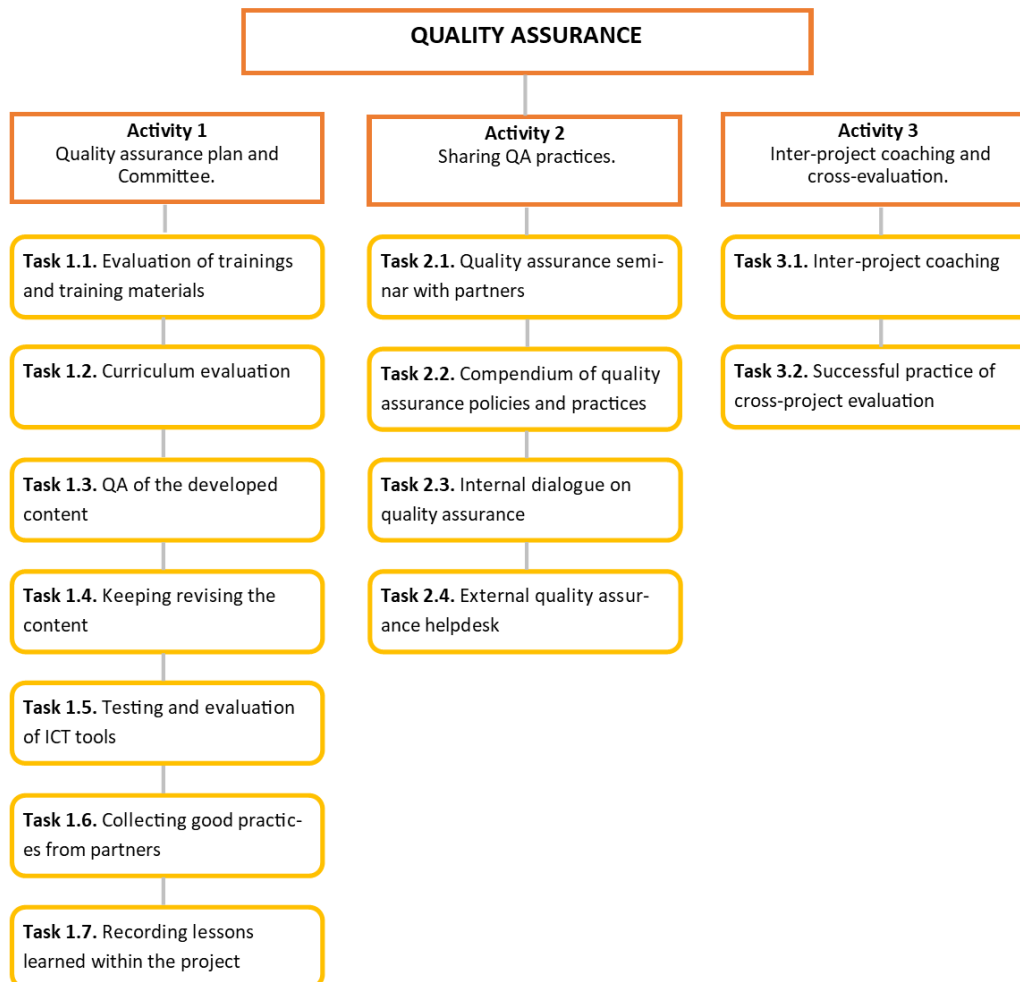 QUALITY ASSURANCE
Activity 1
Quality assurance plan and
Committee.
Task 1.1. Evaluation of trainings
and training materials
Task 1.2. Curriculum evaluation
Task 1.3. QA of the developed
content
Task 1.4. Keeping revising the
content
Task 1.5. Testing and evaluation
of ICT tools
Task 1.6. Collecting good practic-
es from partners
Task 1.7. Recording lessons
learned within the project
Activity 2
Sharing QA practices.
Task 2.1. Quality assurance semi-
nar with partners
Task 2.2. Compendium of quality
assurance policies and practices
Task 2.3. Internal dialogue on
quality assurance
Task 2.4. External quality assur-
ance helpdesk
Activity 3
Inter-project coaching and
cross-evaluation.
Task 3.1. Inter-project coaching
Task 3.2. Successful practice of
cross-project evaluation